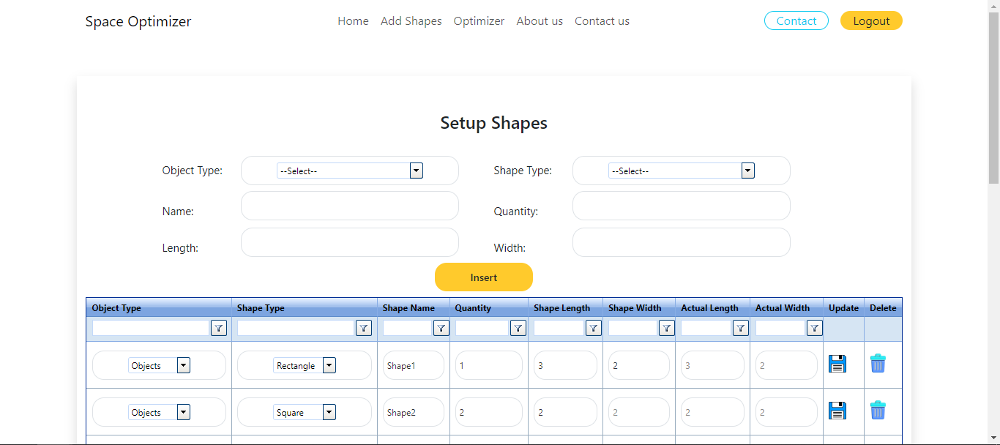 Space Optimizer Home Add Shapes Optimizer About us Contact us Contact Logout
Setup Shapes
Object Type: --Select-- Shape Type: --Select--
Name: Quantity:
Length: Width:
Insert
Object Type Shape Type Shape Name Quantity Shape Length Shape Width Actual Length Actual Width Update Delete
Objects Rectangle Shape1 1 3 2 3 2
Objects Square Shape2 2 2 2 2 2